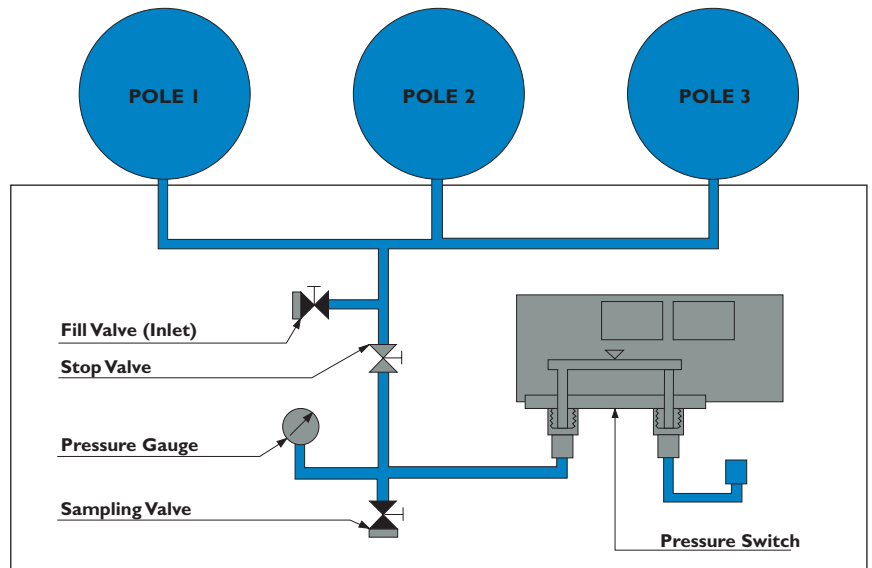 POLE 1
POLE 2
POLE 3
Fill Valve (Inlet)
Stop Valve
Pressure Gauge
Sampling Valve
Pressure Switch